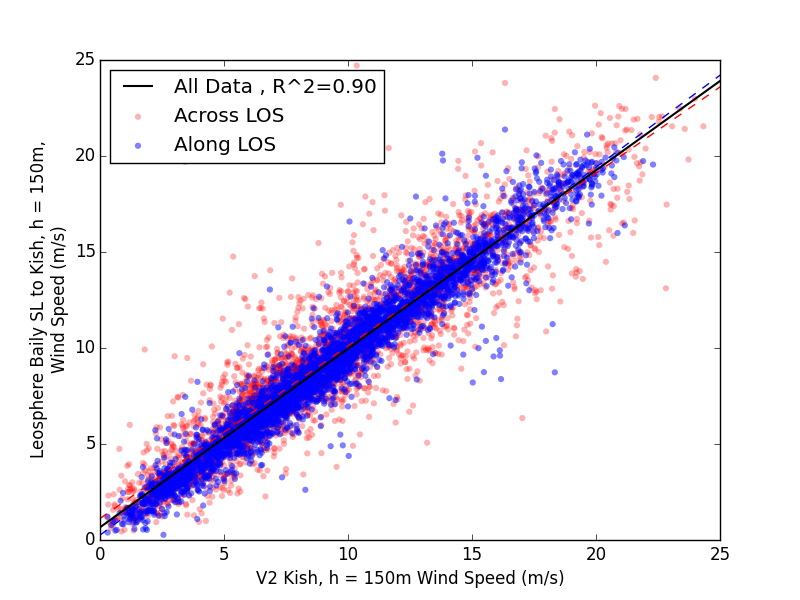 25
20
15
10
5
0
All Data , R^2=0.90
Across LOS
Along LOS
Leosphere Baily SL to Kish, h = 150m,
Wind Speed (m/s)
0 5 10 15 20 25
V2 Kish, h = 150m Wind Speed (m/s)